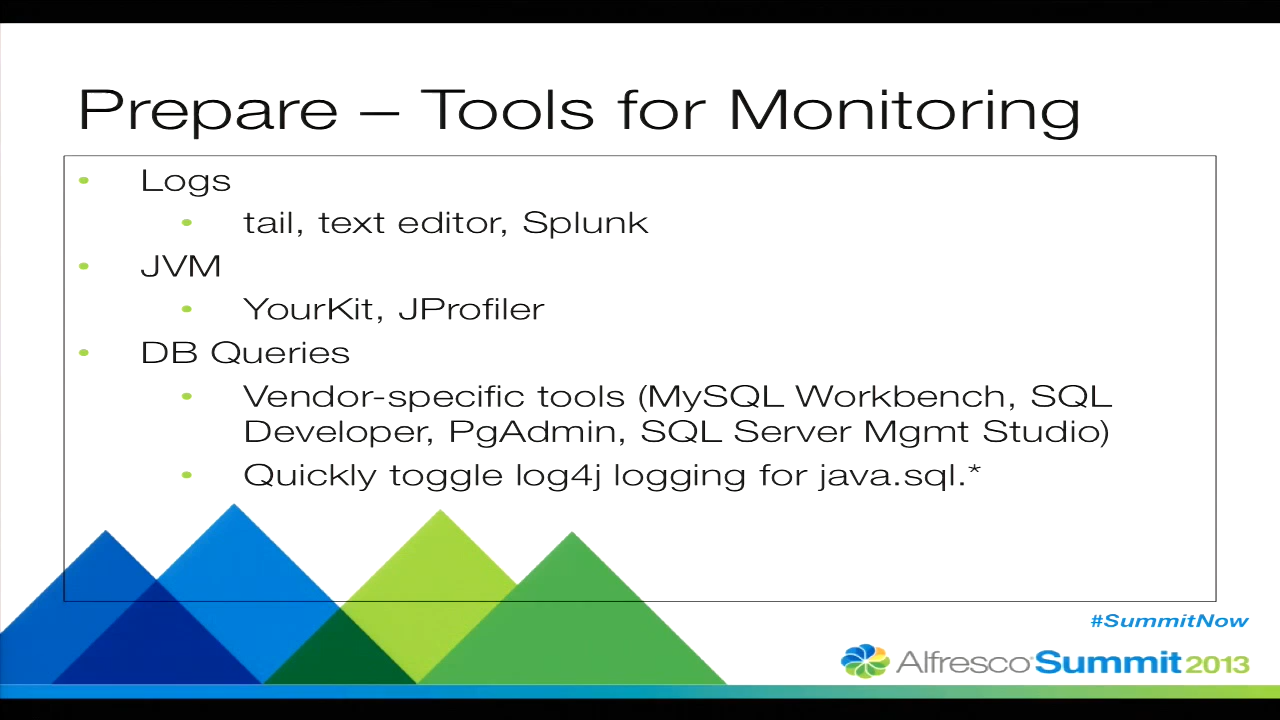 Prepare – Tools for Monitoring
• Logs
• tail, text editor, Splunk
• JVM
• YourKit, JProfiler
• DB Queries
• Vendor-specific tools (MySQL Workbench, SQL
Developer, PgAdmin, SQL Server Mgmt Studio)
• Quickly toggle log4j logging for java.sql.*
#SummitNow
Alfresco Summit 2013